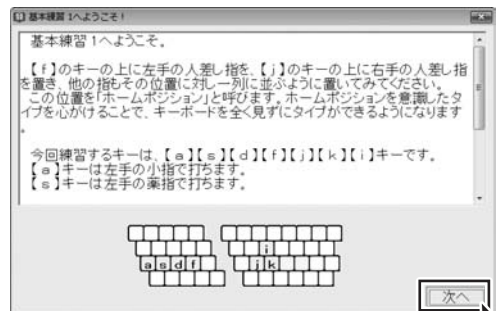 基本練習 1へようこそ!
基本練習 1へようこそ。
【f】のキーの上に左手の人差し指を、【j】のキーの上に右手の人差し指
を置き、他の指もその位置に対し一列に並ぶように置いてみてください。
この位置を「ホームポジション」と呼びます。ホームポジションを意識したタ
イプを心がけることで、キーボードを全く見ずにタイプができるようになります
。
今回練習するキーは、【a】【s】【d】【f】【j】【k】【i】キーです。
【a】キーは左手の小指で打ちます。
【s】キーは左手の薬指で打ちます。
i
a s d f j k
次へ